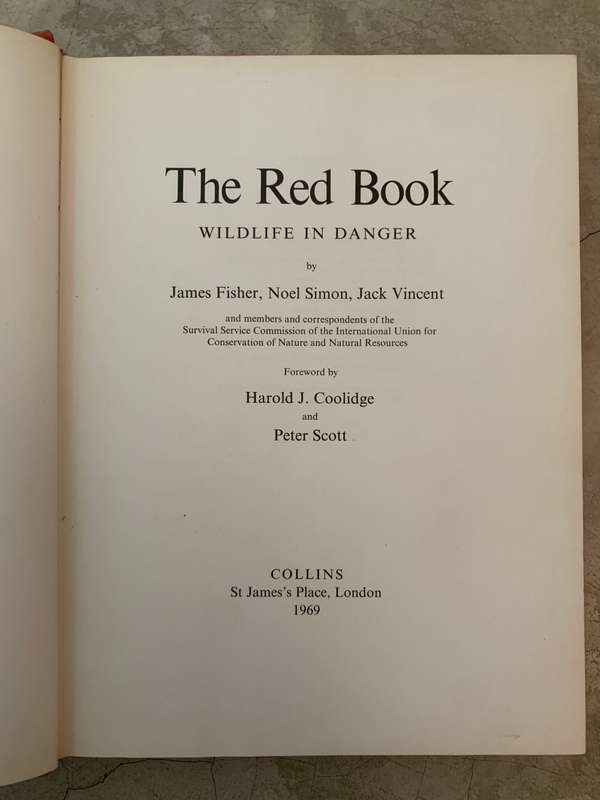 The Red Book
WILDLIFE IN DANGER
by
James Fisher, Noel Simon, Jack Vincent
and members and correspondents of the
Survival Service Commission of the International Union for
Conservation of Nature and Natural Resources
Foreword by
Harold J. Coolidge
and
Peter Scott
COLLINS
St James's Place, London
1969